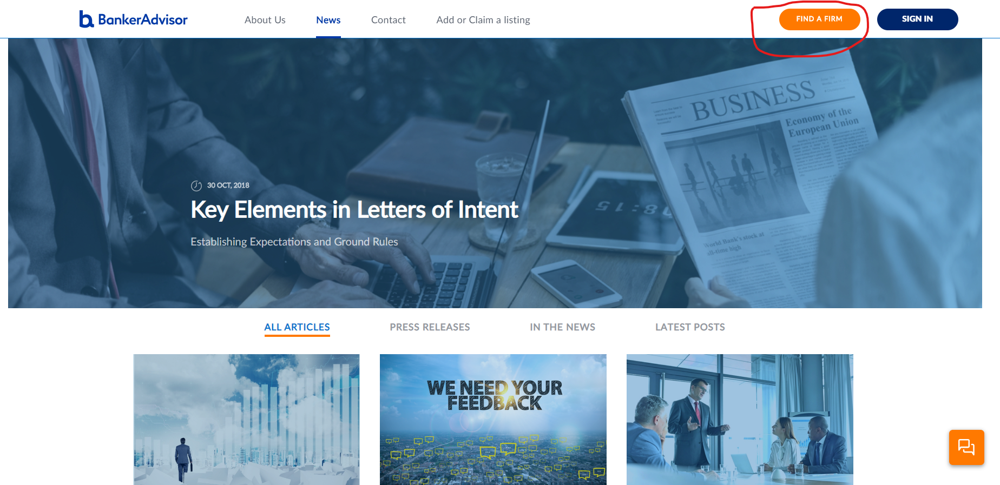 BankerAdvisor
About Us
News
Contact
Add or Claim a listing
FIND A FIRM
SIGN IN
BUSINESS
Economy of the
European Union
World Bank's stock at
all-time high
30 OCT, 2018
Key Elements in Letters of Intent
Establishing Expectations and Ground Rules
ALL ARTICLES
PRESS RELEASES
IN THE NEWS
LATEST POSTS
WE NEED YOUR
FEEDBACK